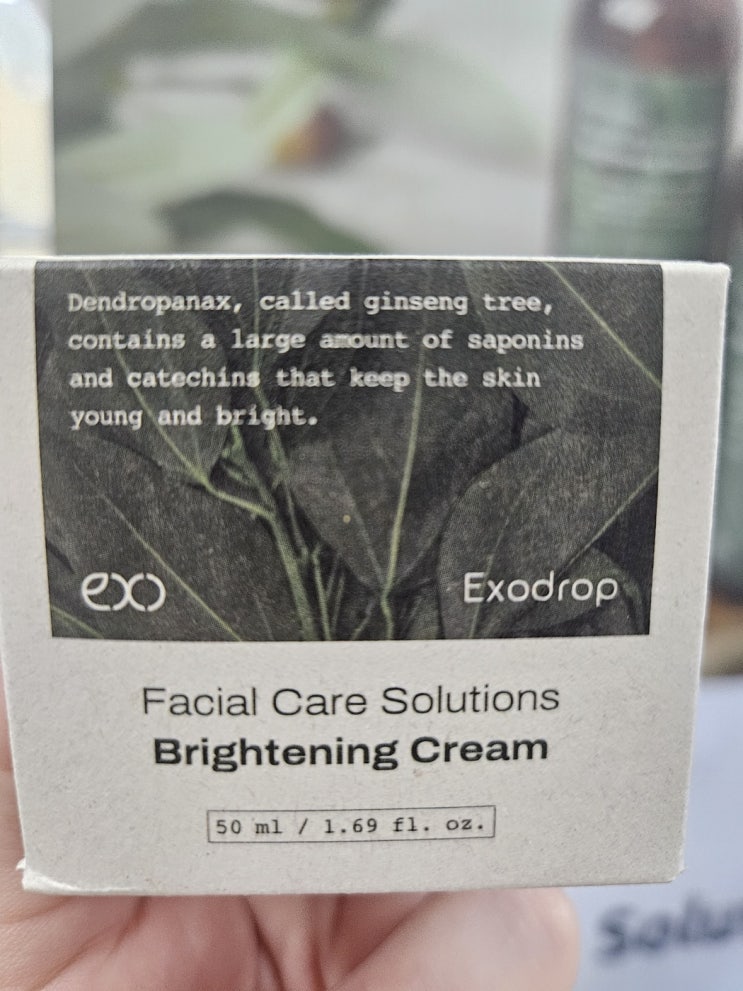 Dendropanax, called ginseng tree,
contains a large amount of saponins
and catechins that keep the skin
young and bright.
exo
Exodrop
Facial Care Solutions
Brightening Cream
50 ml / 1.69 fl. oz.